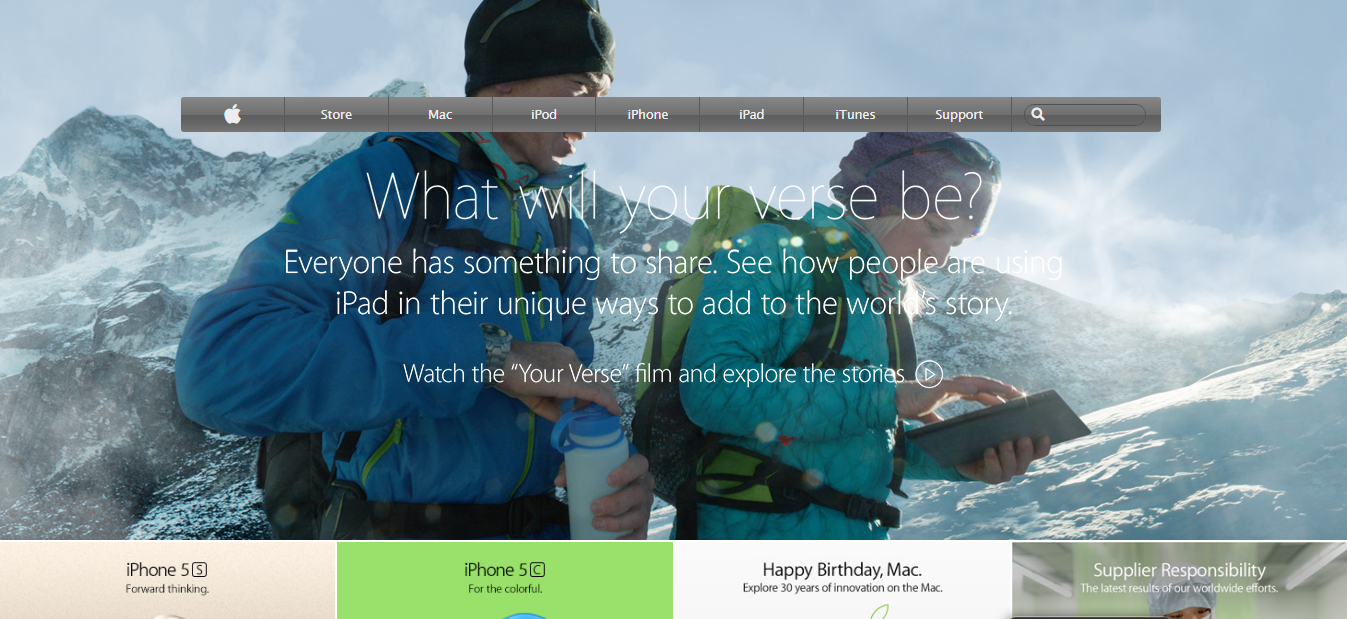 Store Mac iPod iPhone iPad iTunes Support
What will your verse be?
Everyone has something to share. See how people are using
iPad in their unique ways to add to the world's story.
Watch the “Your Verse” film and explore the stories
iPhone 5S
Forward thinking.
iPhone 5C
For the colorful.
Happy Birthday, Mac.
Explore 30 years of innovation on the Mac.
Supplier Responsibility
The latest results of our worldwide efforts.